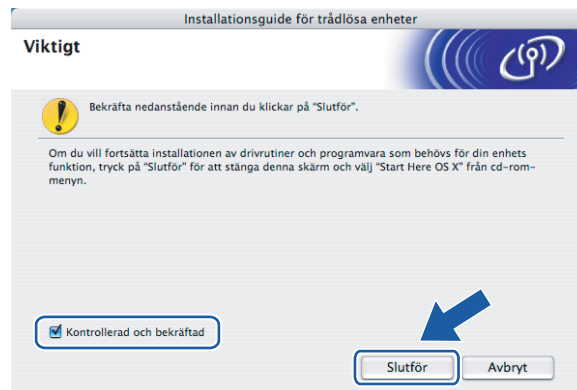 Installationsguide för trådlösa enheter
Viktigt
Bekräfta nedanstående innan du klickar på "Slutför".
Om du vill fortsätta installationen av drivrutiner och programvara som behövs för din enhets
funktion, tryck på "Slutför" för att stänga denna skärm och välj "Start Here OS X" från cd-rom-
menyn.
Kontrollerad och bekräftad
Slutför
Avbryt